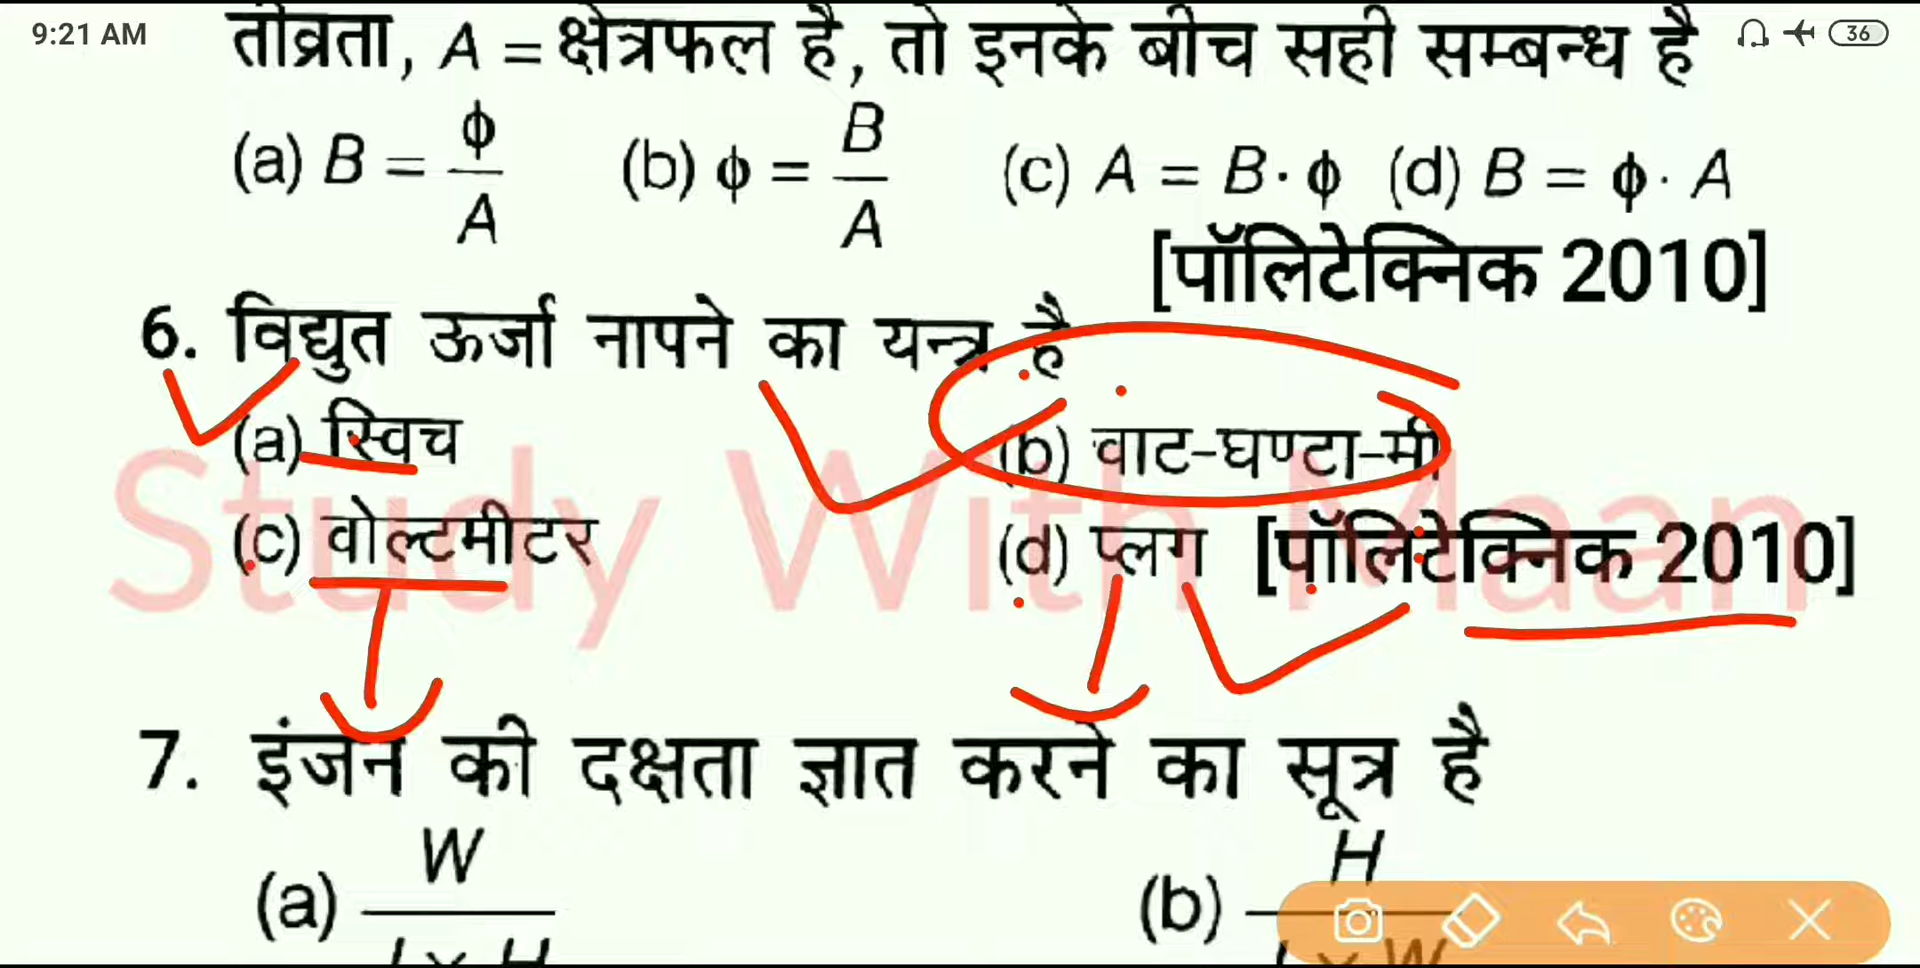 9:21 AM
36
तीव्रता, A = क्षेत्रफल है, तो इनके बीच सही सम्बन्ध है
(a) B = ϕ/A (b) ϕ = B/A (c) A = B · ϕ (d) B = ϕ · A
[पॉलिटेक्निक 2010]
6. विद्युत ऊर्जा नापने का यन्त्र है
(a) स्विच (b) वाट-घण्टा-मी
(c) वोल्टमीटर (d) प्लग [पॉलिटेक्निक 2010]
Study With Maan
7. इंजन की दक्षता ज्ञात करने का सूत्र है
(a) W (b) H